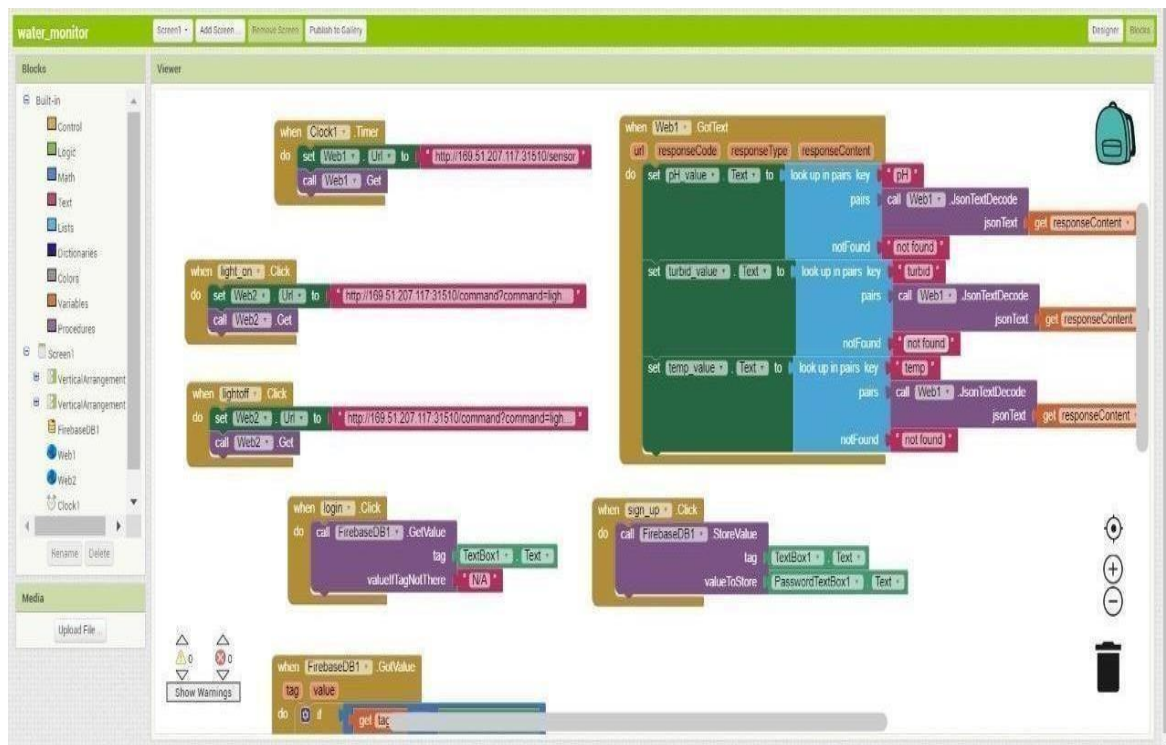 water_monitor
Screen1 Add Screen... Remove Screen Publish to Gallery Designer Blocks
Blocks
Viewer
Built-in
Control
Logic
Math
Text
Lists
Dictionaries
Colors
Variables
Procedures
Screen1
VerticalArrangement
VerticalArrangement
FirebaseDB1
Web1
Web2
Clock1
Rename Delete
Media
Upload File ...
when Clock1 .Timer
do set Web1 . Url to " http://169.51.207.117:31510/sensor "
call Web1 .Get
when light_on .Click
do set Web2 . Url to " http://169.51.207.117:31510/command?command=ligh... "
call Web2 .Get
when lightoff .Click
do set Web2 . Url to " http://169.51.207.117:31510/command?command=ligh... "
call Web2 .Get
when Web1 .GotText
url responseCode responseType responseContent
do set pH_value . Text to look up in pairs key " pH "
pairs call Web1 .JsonTextDecode
jsonText get responseContent
notFound " not found "
set turbid_value . Text to look up in pairs key " turbid "
pairs call Web1 .JsonTextDecode
jsonText get responseContent
notFound " not found "
set temp_value . Text to look up in pairs key " temp "
pairs call Web1 .JsonTextDecode
jsonText get responseContent
notFound " not found "
when login .Click
do call FirebaseDB1 .GetValue
tag TextBox1 . Text
valueIfTagNotThere " N/A "
when sign_up .Click
do call FirebaseDB1 .StoreValue
tag TextBox1 . Text
valueToStore PasswordTextBox1 . Text
0 0
Show Warnings
when FirebaseDB1 .GotValue
tag value
do if get tag